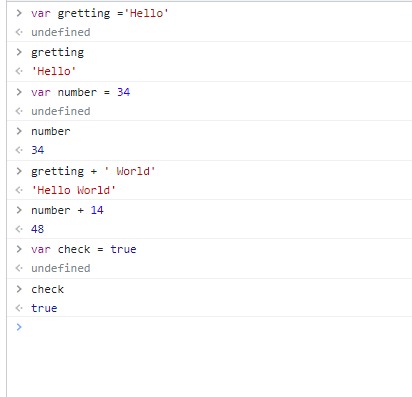 > var gretting ='Hello'
<· undefined
> gretting
<· 'Hello'
> var number = 34
<· undefined
> number
<· 34
> gretting + ' World'
<· 'Hello World'
> number + 14
<· 48
> var check = true
<· undefined
> check
<· true
>